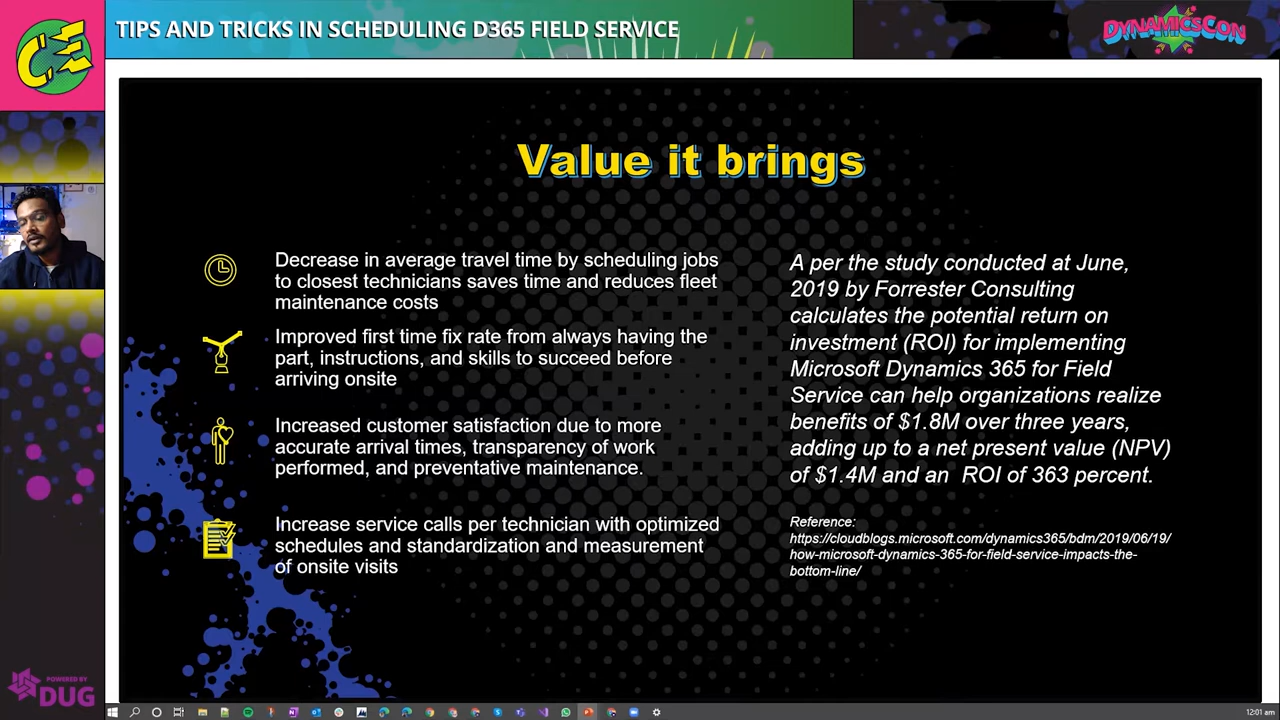 CE
TIPS AND TRICKS IN SCHEDULING D365 FIELD SERVICE
DYNAMICSCON
Value it brings
Decrease in average travel time by scheduling jobs
to closest technicians saves time and reduces fleet
maintenance costs
Improved first time fix rate from always having the
part, instructions, and skills to succeed before
arriving onsite
Increased customer satisfaction due to more
accurate arrival times, transparency of work
performed, and preventative maintenance.
Increase service calls per technician with optimized
schedules and standardization and measurement
of onsite visits
A per the study conducted at June,
2019 by Forrester Consulting
calculates the potential return on
investment (ROI) for implementing
Microsoft Dynamics 365 for Field
Service can help organizations realize
benefits of $1.8M over three years,
adding up to a net present value (NPV)
of $1.4M and an  ROI of 363 percent.
Reference:
https://cloudblogs.microsoft.com/dynamics365/bdm/2019/06/19/
how-microsoft-dynamics-365-for-field-service-impacts-the-
bottom-line/
POWERED BY
DUG
12:01 am